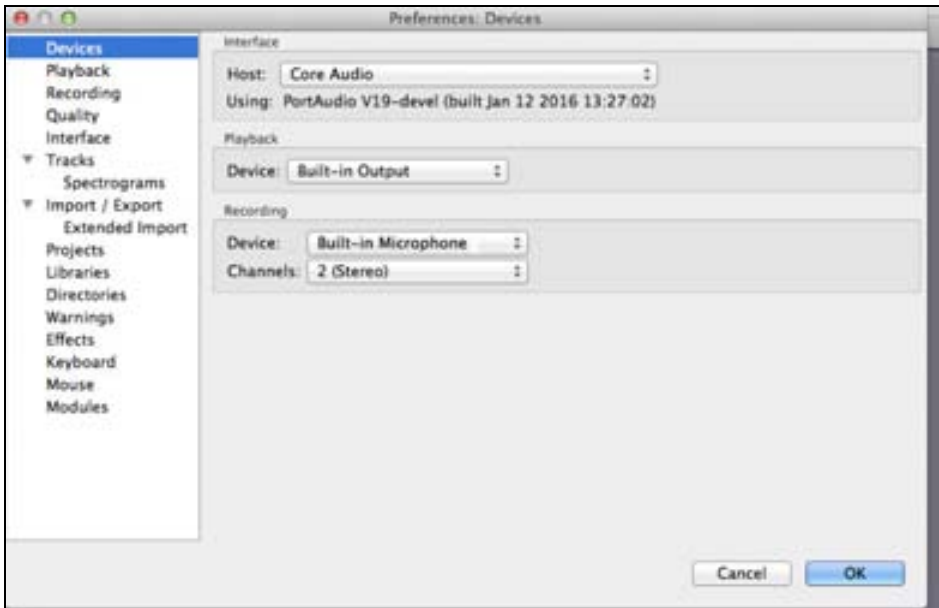 Preferences: Devices
Devices
Playback
Recording
Quality
Interface
Tracks
Spectrograms
Import / Export
Extended Import
Projects
Libraries
Directories
Warnings
Effects
Keyboard
Mouse
Modules
Interface
Host: Core Audio
Using: PortAudio V19-devel (built Jan 12 2016 13:27:02)
Playback
Device: Built-in Output
Recording
Device: Built-in Microphone
Channels: 2 (Stereo)
Cancel
OK